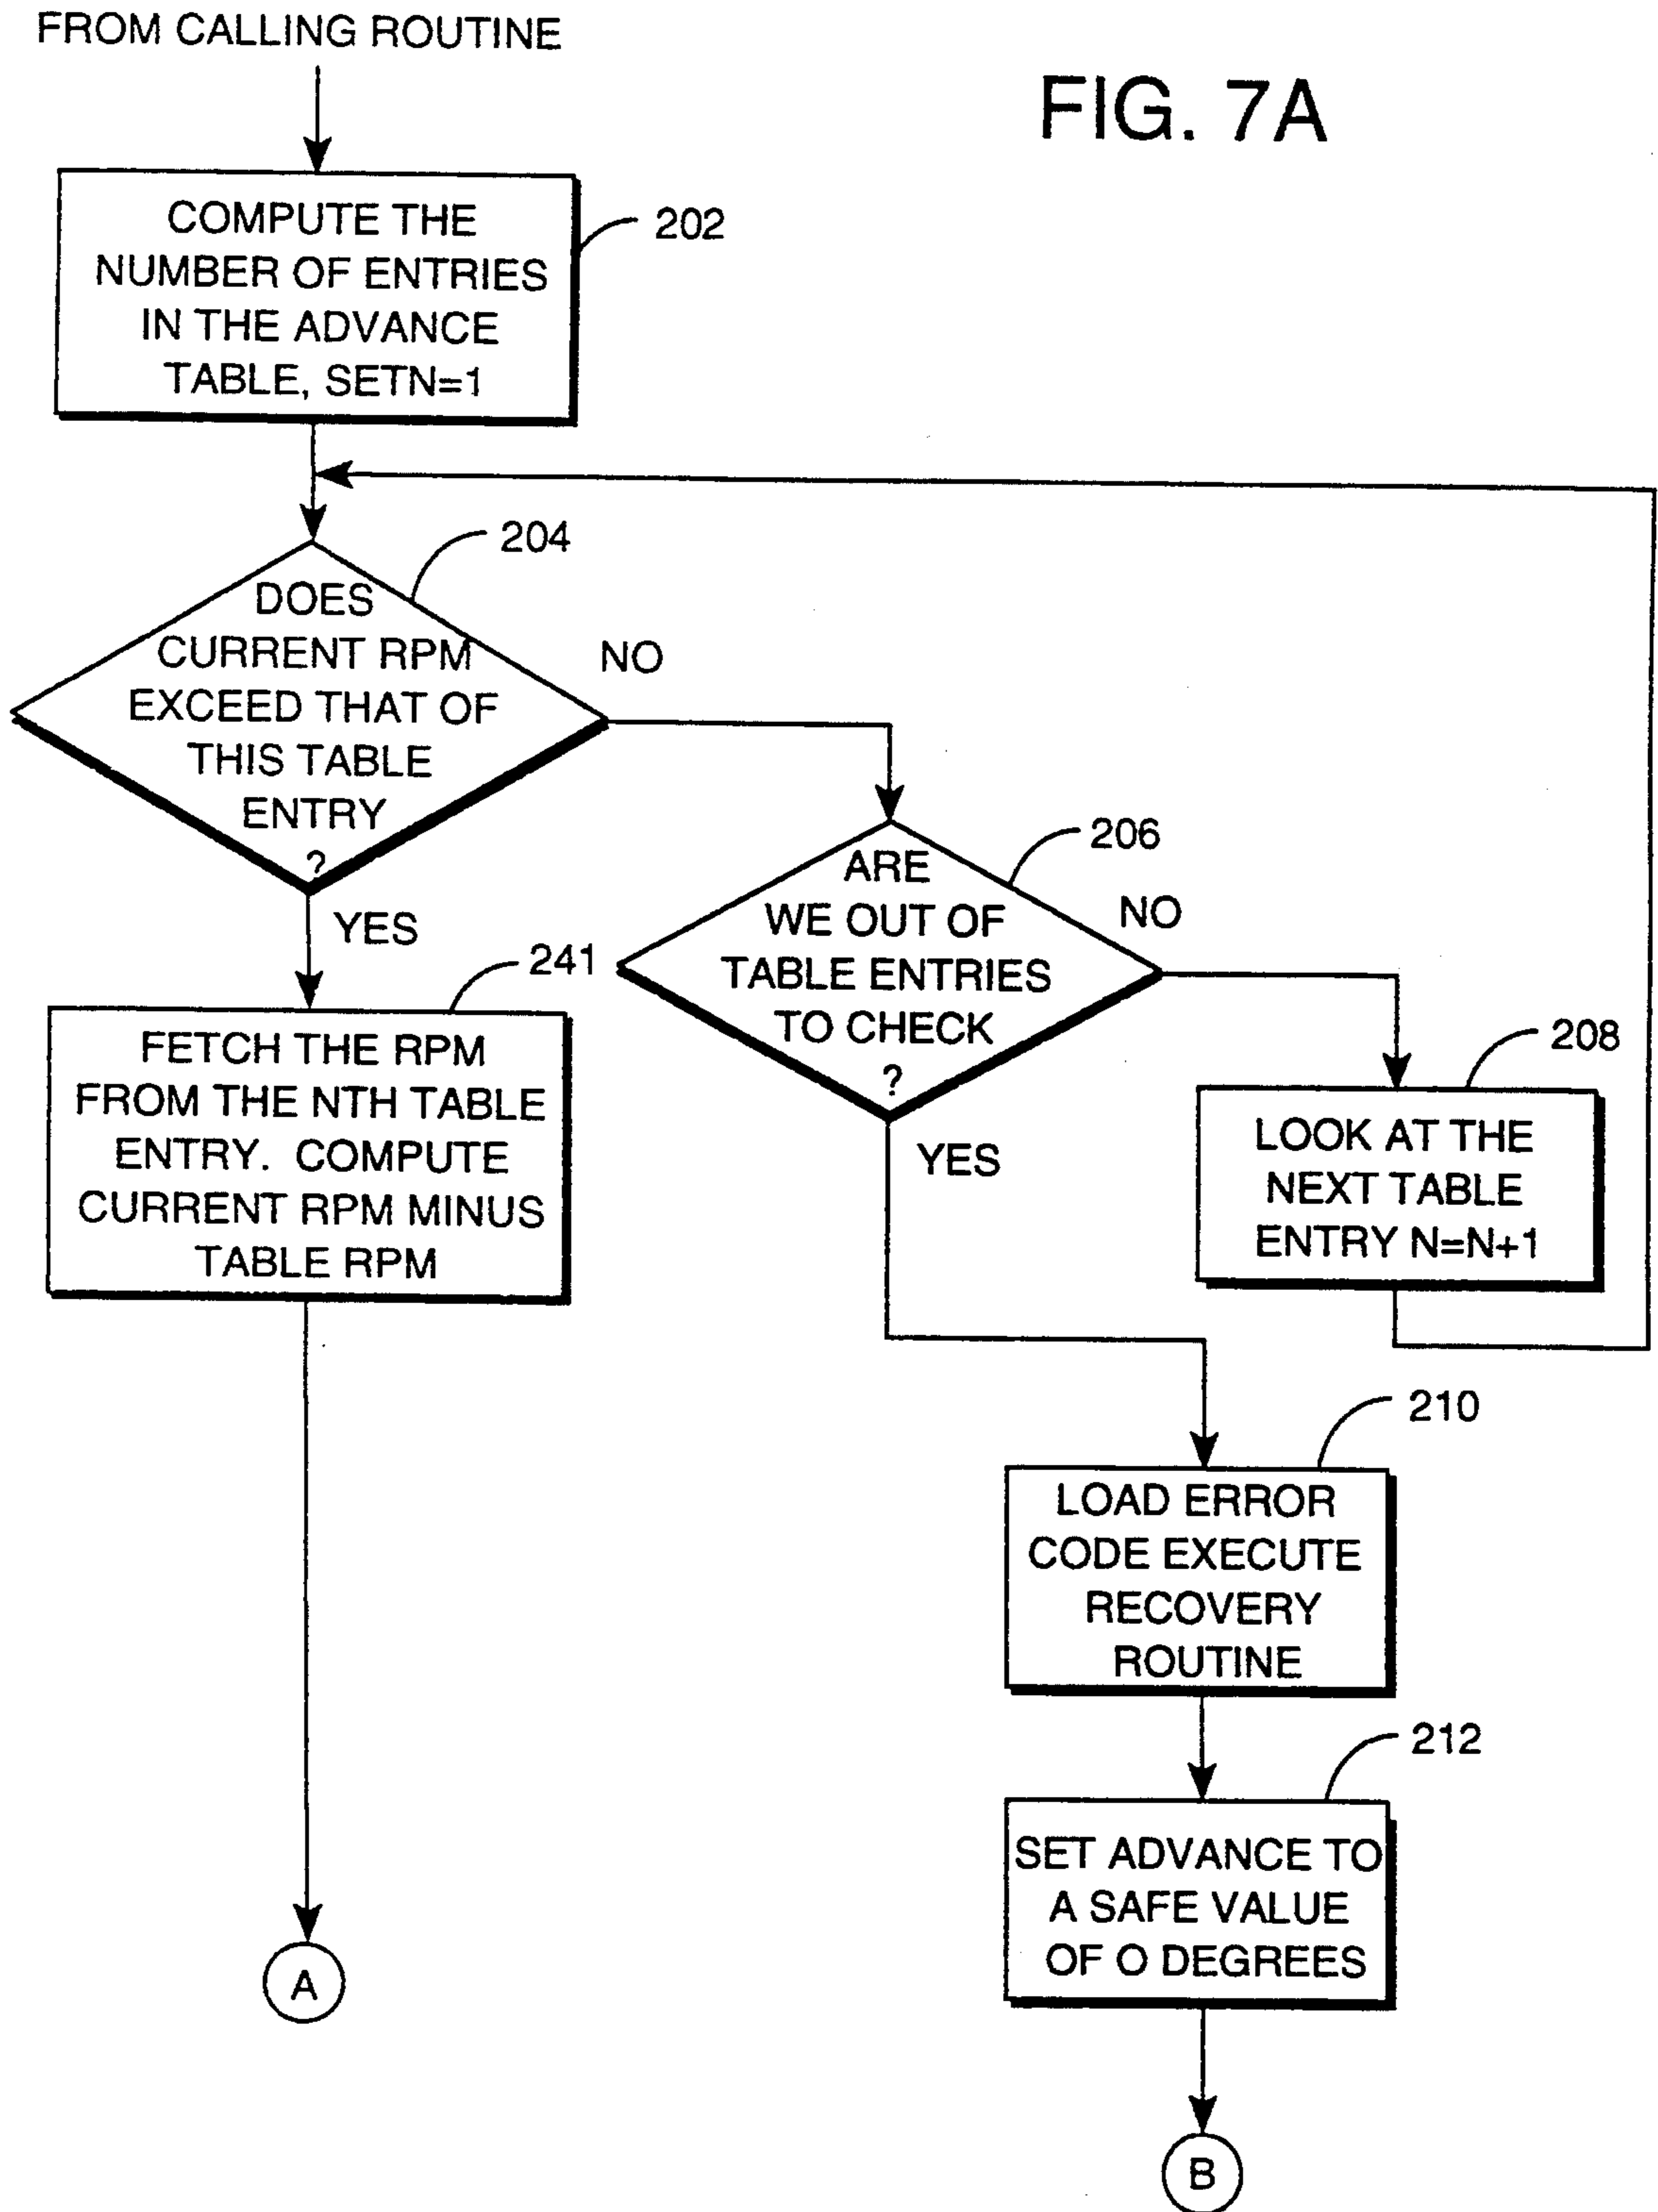 FROM CALLING ROUTINE
FIG. 7A
COMPUTE THE
NUMBER OF ENTRIES
IN THE ADVANCE
TABLE, SETN=1
202
204
DOES
CURRENT RPM
EXCEED THAT OF
THIS TABLE
ENTRY
?
NO
YES
206
ARE
WE OUT OF
TABLE ENTRIES
TO CHECK
?
NO
YES
241
FETCH THE RPM
FROM THE NTH TABLE
ENTRY. COMPUTE
CURRENT RPM MINUS
TABLE RPM
208
LOOK AT THE
NEXT TABLE
ENTRY N=N+1
210
LOAD ERROR
CODE EXECUTE
RECOVERY
ROUTINE
212
SET ADVANCE TO
A SAFE VALUE
OF O DEGREES
A
B